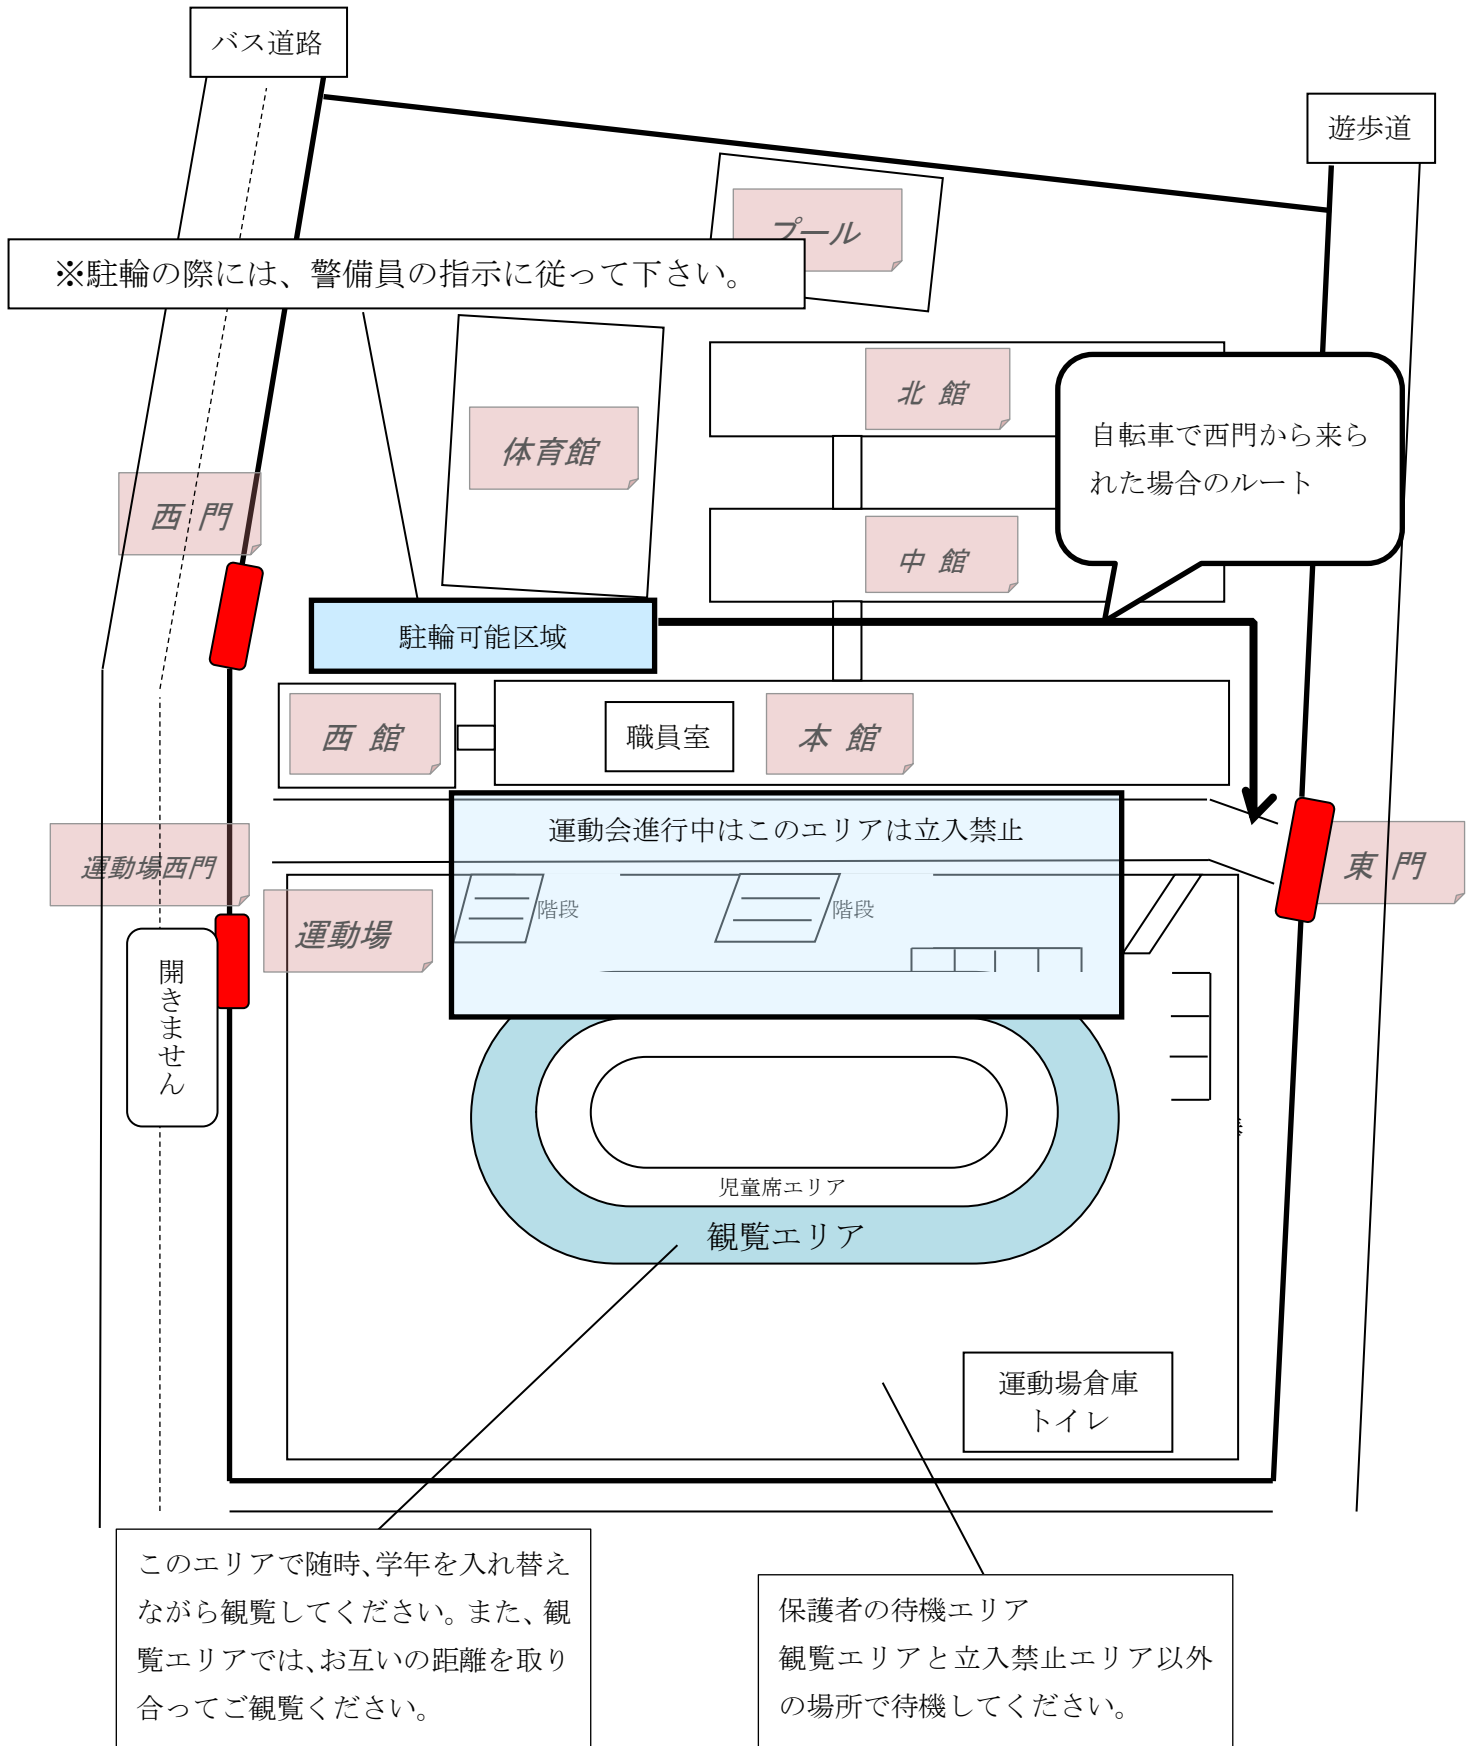 バス道路
遊歩道
プール
※駐輪の際には、警備員の指示に従って下さい。
北 館
体育館
自転車で西門から来ら
れた場合のルート
西 門
中 館
駐輪可能区域
西 館
職員室
本 館
運動会進行中はこのエリアは立入禁止
運動場西門
東 門
階段
階段
運動場
開きません
児童席エリア
観覧エリア
運動場倉庫
トイレ
このエリアで随時、学年を入れ替え
ながら観覧してください。また、観
覧エリアでは、お互いの距離を取り
合ってご観覧ください。
保護者の待機エリア
観覧エリアと立入禁止エリア以外
の場所で待機してください。